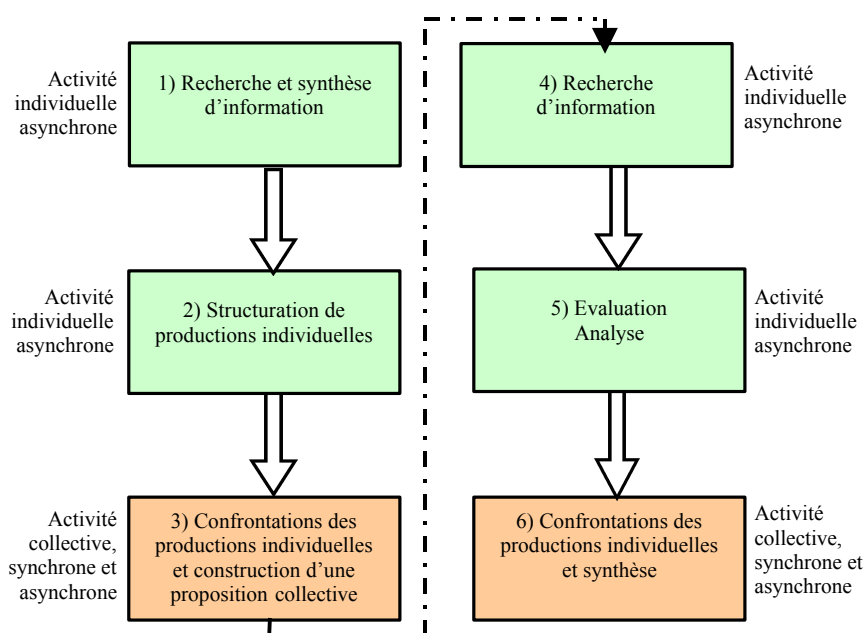 Activité
individuelle
asynchrone
1) Recherche et synthèse
d’information
Activité
individuelle
asynchrone
2) Structuration de
productions individuelles
Activité
collective,
synchrone et
asynchrone
3) Confrontations des
productions individuelles
et construction d’une
proposition collective
4) Recherche
d’information
Activité
individuelle
asynchrone
5) Evaluation
Analyse
Activité
individuelle
asynchrone
6) Confrontations des
productions individuelles
et synthèse
Activité
collective,
synchrone et
asynchrone